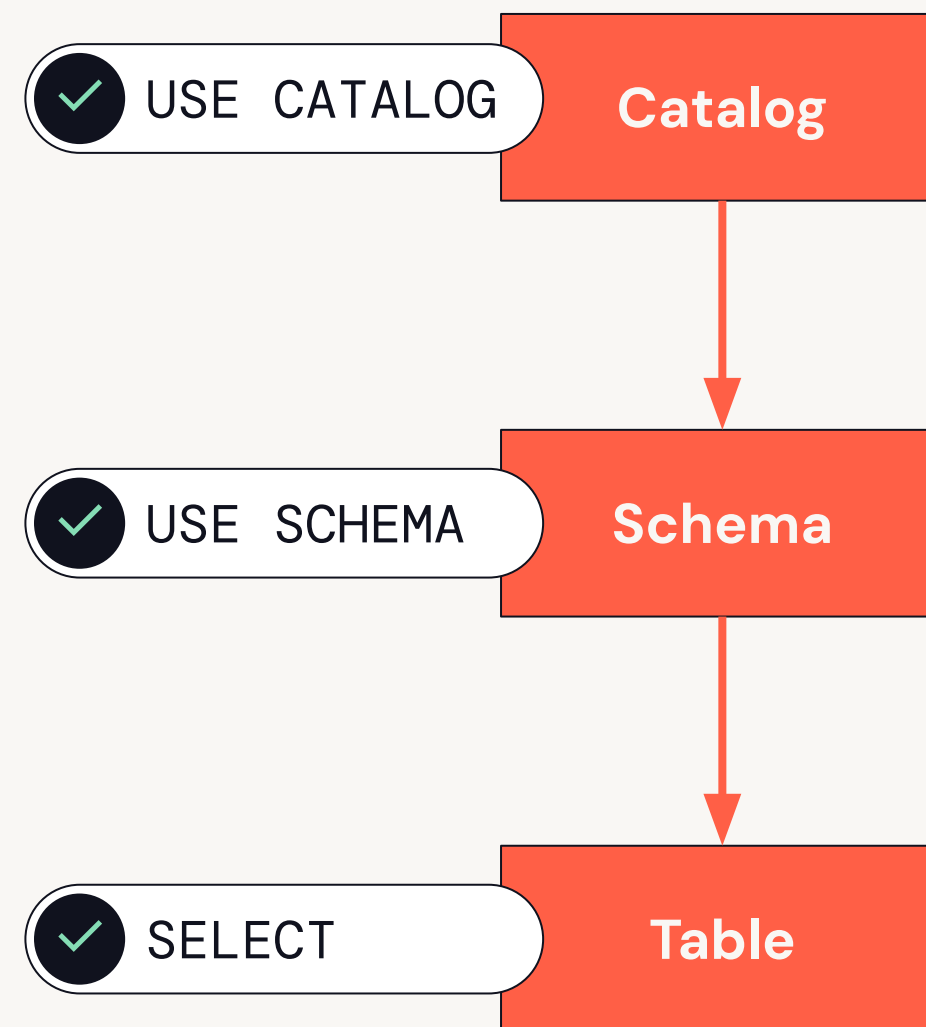 USE CATALOG
Catalog
USE SCHEMA
Schema
SELECT
Table